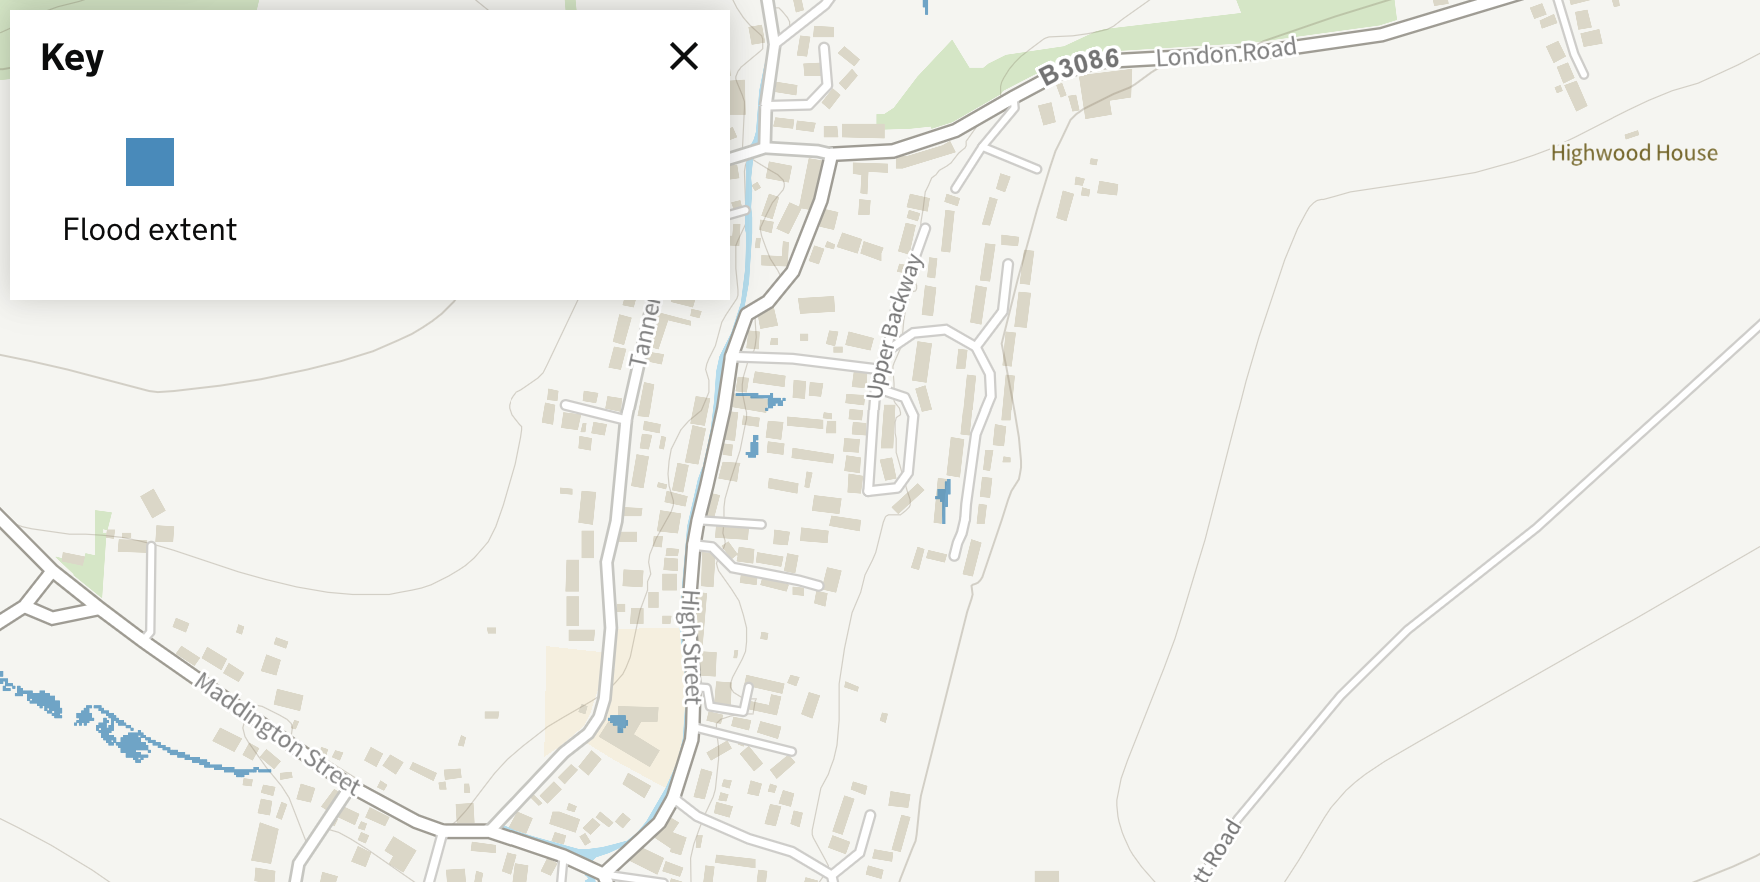 Key
Flood extent
B3086
London Road
Highwood House
Upper Backway
High Street
Maddington Street